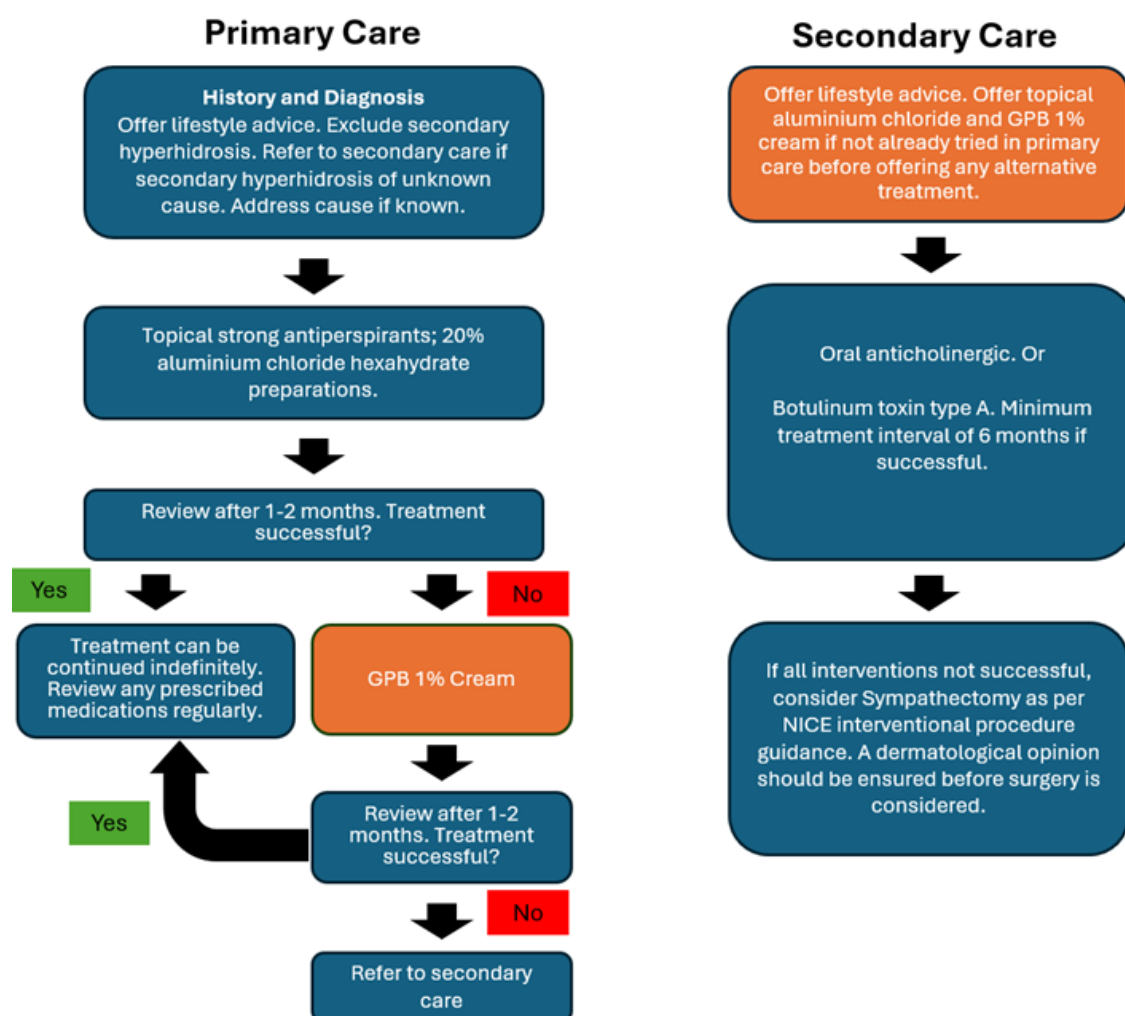 Primary Care
History and Diagnosis
Offer lifestyle advice. Exclude secondary
hyperhidrosis. Refer to secondary care if
secondary hyperhidrosis of unknown
cause. Address cause if known.
Topical strong antiperspirants; 20%
aluminium chloride hexahydrate
preparations.
Review after 1-2 months. Treatment
successful?
Yes
No
Treatment can be
continued indefinitely.
Review any prescribed
medications regularly.
GPB 1% Cream
Yes
Review after 1-2
months. Treatment
successful?
No
Refer to secondary
care
Secondary Care
Offer lifestyle advice. Offer topical
aluminium chloride and GPB 1%
cream if not already tried in primary
care before offering any alternative
treatment.
Oral anticholinergic. Or
Botulinum toxin type A. Minimum
treatment interval of 6 months if
successful.
If all interventions not successful,
consider Sympathectomy as per
NICE interventional procedure
guidance. A dermatological opinion
should be ensured before surgery is
considered.